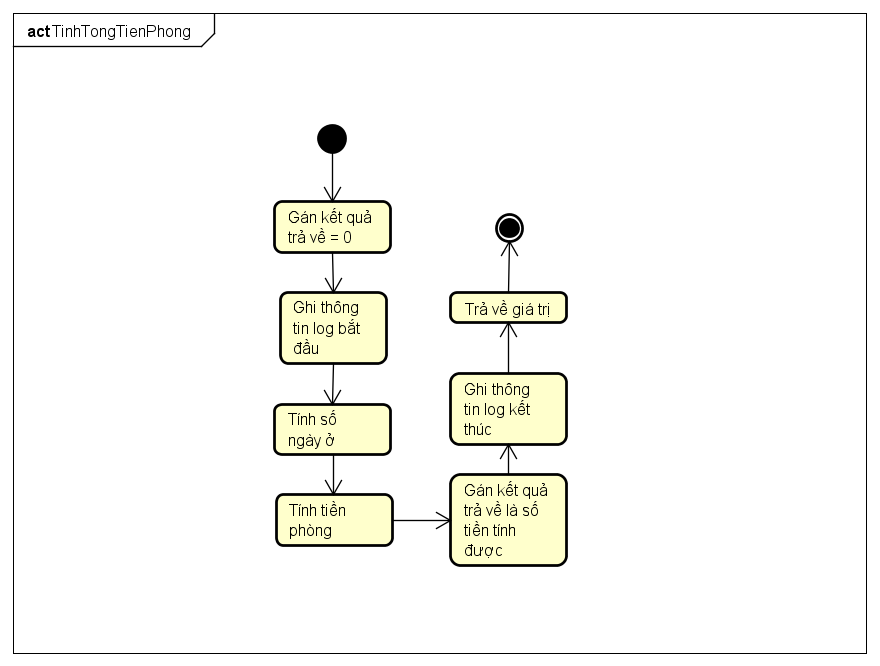 actTinhTongTienPhong
Gán kết quả
trả về = 0
Ghi thông
tin log bắt
đầu
Tính số
ngày ở
Tính tiền
phòng
Gán kết quả
trả về là số
tiền tính
được
Ghi thông
tin log kết
thúc
Trả về giá trị